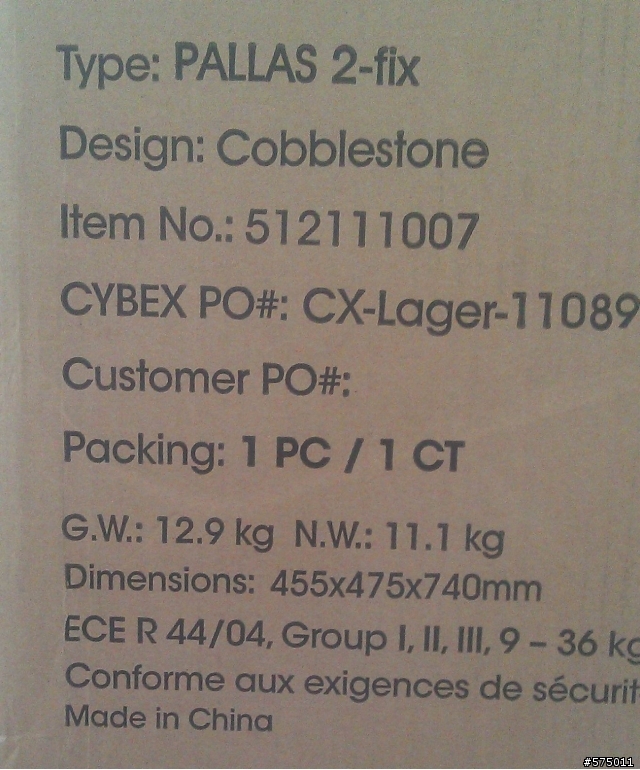 Type: PALLAS 2-fix
Design: Cobblestone
Item No.: 512111007
CYBEX PO#: CX-Lager-11089
Customer PO#:
Packing: 1 PC / 1 CT
G.W.: 12.9 kg N.W.: 11.1 kg
Dimensions: 455x475x740mm
ECE R 44/04, Group I, II, III, 9 – 36 kg
Conforme aux exigences de sécurit
Made in China
#575011